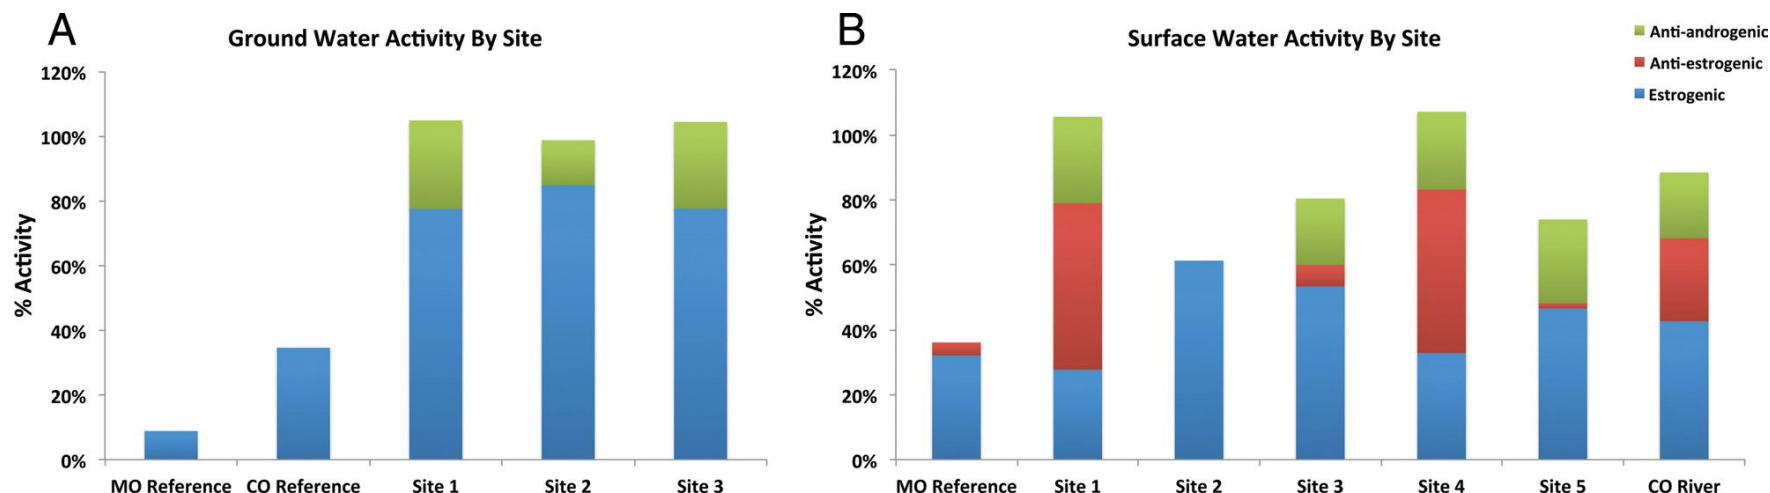 A
Ground Water Activity By Site
% Activity
120%
100%
80%
60%
40%
20%
0%
MO Reference CO Reference Site 1 Site 2 Site 3
B
Surface Water Activity By Site
Anti-androgenic
Anti-estrogenic
Estrogenic
% Activity
120%
100%
80%
60%
40%
20%
0%
MO Reference Site 1 Site 2 Site 3 Site 4 Site 5 CO River